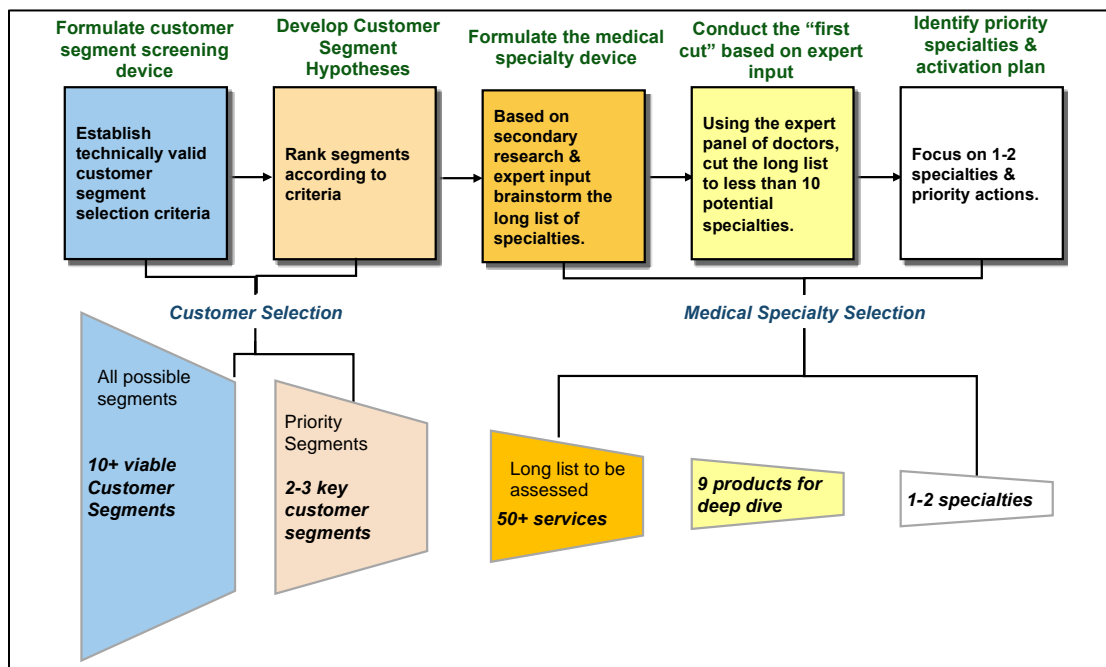 Formulate customer
segment screening
device
Develop Customer
Segment
Hypotheses
Formulate the medical
specialty device
Conduct the “first
cut” based on expert
input
Identify priority
specialties &
activation plan
Establish
technically valid
customer
segment
selection criteria
Rank segments
according to
criteria
Based on
secondary
research &
expert input
brainstorm the
long list of
specialties.
Using the expert
panel of doctors,
cut the long list
to less than 10
potential
specialties.
Focus on 1-2
specialties &
priority actions.
Customer Selection
Medical Specialty Selection
All possible
segments
10+ viable
Customer
Segments
Priority
Segments
2-3 key
customer
segments
Long list to be
assessed
50+ services
9 products for
deep dive
1-2 specialties